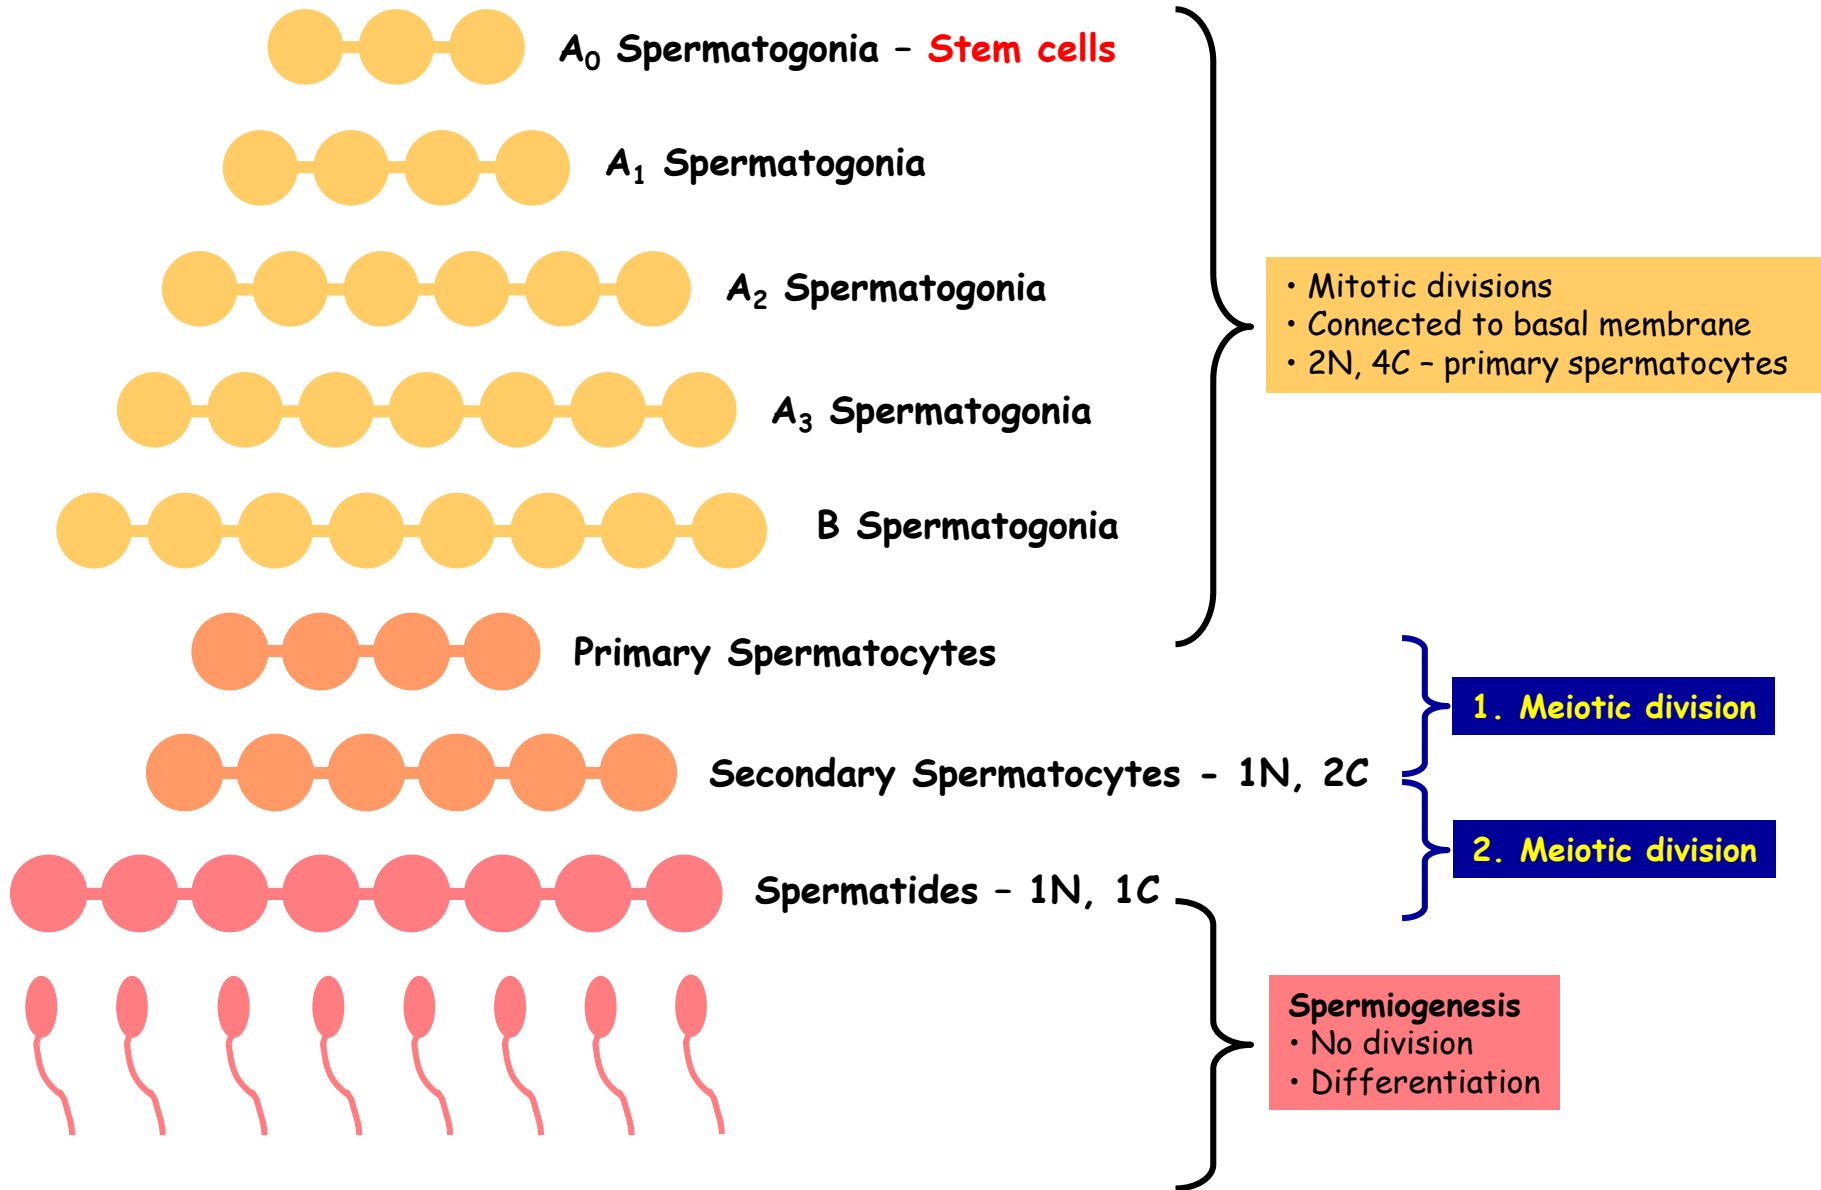 A₀ Spermatogonia – Stem cells
A₁ Spermatogonia
A₂ Spermatogonia
• Mitotic divisions
• Connected to basal membrane
• 2N, 4C – primary spermatocytes
A₃ Spermatogonia
B Spermatogonia
Primary Spermatocytes
1. Meiotic division
Secondary Spermatocytes - 1N, 2C
2. Meiotic division
Spermatides – 1N, 1C
Spermiogenesis
• No division
• Differentiation